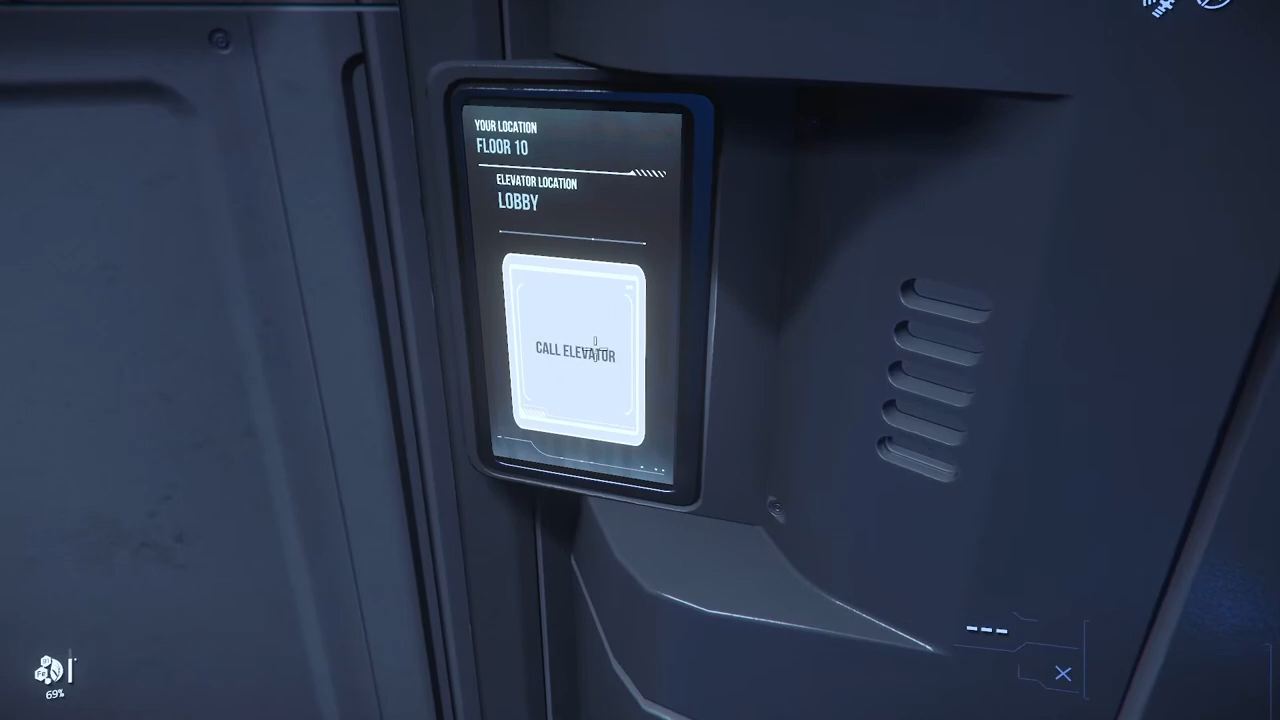 YOUR LOCATION
FLOOR 10
ELEVATOR LOCATION
LOBBY
CALL ELEVATOR
69%